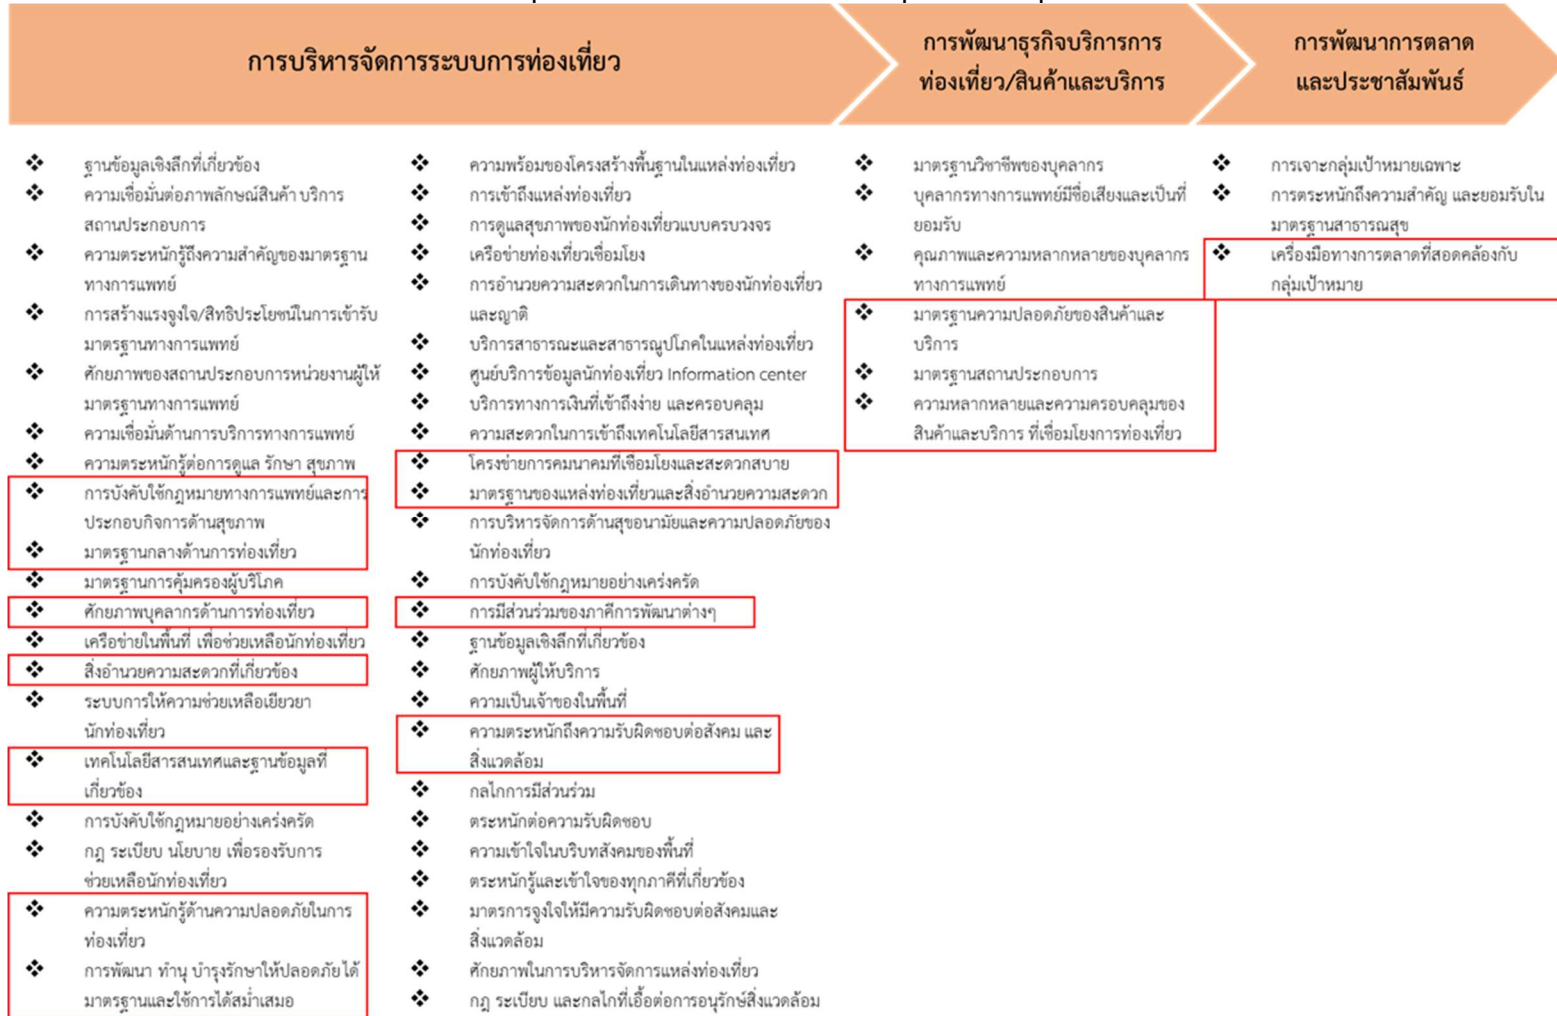 การบริหารจัดการระบบการท่องเที่ยว
การพัฒนาธุรกิจบริการการ
ท่องเที่ยว/สินค้าและบริการ
การพัฒนาการตลาด
และประชาสัมพันธ์
❖ ฐานข้อมูลเชิงลึกที่เกี่ยวข้อง
❖ ความเชื่อมั่นต่อภาพลักษณ์สินค้า บริการ
สถานประกอบการ
❖ ความตระหนักรู้ถึงความสำคัญของมาตรฐาน
ทางการแพทย์
❖ การสร้างแรงจูงใจ/สิทธิประโยชน์ในการเข้ารับ
มาตรฐานทางการแพทย์
❖ ศักยภาพของสถานประกอบการหน่วยงานผู้ให้
มาตรฐานทางการแพทย์
❖ ความเชื่อมั่นด้านการบริการทางการแพทย์
❖ ความตระหนักรู้ต่อการดูแล รักษา สุขภาพ
❖ การบังคับใช้กฎหมายทางการแพทย์และการ
ประกอบกิจการด้านสุขภาพ
❖ มาตรฐานกลางด้านการท่องเที่ยว
❖ มาตรฐานการคุ้มครองผู้บริโภค
❖ ศักยภาพบุคลากรด้านการท่องเที่ยว
❖ เครือข่ายในพื้นที่ เพื่อช่วยเหลือนักท่องเที่ยว
❖ สิ่งอำนวยความสะดวกที่เกี่ยวข้อง
❖ ระบบการให้ความช่วยเหลือเยียวยา
นักท่องเที่ยว
❖ เทคโนโลยีสารสนเทศและฐานข้อมูลที่
เกี่ยวข้อง
❖ การบังคับใช้กฎหมายอย่างเคร่งครัด
❖ กฎ ระเบียบ นโยบาย เพื่อรองรับการ
ช่วยเหลือนักท่องเที่ยว
❖ ความตระหนักรู้ด้านความปลอดภัยในการ
ท่องเที่ยว
❖ การพัฒนา ทำนุ บำรุงรักษาให้ปลอดภัยได้
มาตรฐานและใช้การได้สม่ำเสมอ
❖ ความพร้อมของโครงสร้างพื้นฐานในแหล่งท่องเที่ยว
❖ การเข้าถึงแหล่งท่องเที่ยว
❖ การดูแลสุขภาพของนักท่องเที่ยวแบบครบวงจร
❖ เครือข่ายท่องเที่ยวเชื่อมโยง
❖ การอำนวยความสะดวกในการเดินทางของนักท่องเที่ยว
และญาติ
❖ บริการสาธารณะและสาธารณูปโภคในแหล่งท่องเที่ยว
❖ ศูนย์บริการข้อมูลนักท่องเที่ยว Information center
❖ บริการทางการเงินที่เข้าถึงง่าย และครอบคลุม
❖ ความสะดวกในการเข้าถึงเทคโนโลยีสารสนเทศ
❖ โครงข่ายการคมนาคมที่เชื่อมโยงและสะดวกสบาย
❖ มาตรฐานของแหล่งท่องเที่ยวและสิ่งอำนวยความสะดวก
❖ การบริหารจัดการด้านสุขอนามัยและความปลอดภัยของ
นักท่องเที่ยว
❖ การบังคับใช้กฎหมายอย่างเคร่งครัด
❖ การมีส่วนร่วมของภาคีการพัฒนาต่างๆ
❖ ฐานข้อมูลเชิงลึกที่เกี่ยวข้อง
❖ ศักยภาพผู้ให้บริการ
❖ ความเป็นเจ้าของในพื้นที่
❖ ความตระหนักถึงความรับผิดชอบต่อสังคม และ
สิ่งแวดล้อม
❖ กลไกการมีส่วนร่วม
❖ ตระหนักต่อความรับผิดชอบ
❖ ความเข้าใจในบริบทสังคมของพื้นที่
❖ ตระหนักรู้และเข้าใจของทุกภาคีที่เกี่ยวข้อง
❖ มาตรการจูงใจให้มีความรับผิดชอบต่อสังคมและ
สิ่งแวดล้อม
❖ ศักยภาพในการบริหารจัดการแหล่งท่องเที่ยว
❖ กฎ ระเบียบ และกลไกที่เอื้อต่อการอนุรักษ์สิ่งแวดล้อม
❖ มาตรฐานวิชาชีพของบุคลากร
❖ บุคลากรทางการแพทย์มีชื่อเสียงและเป็นที่
ยอมรับ
❖ คุณภาพและความหลากหลายของบุคลากร
ทางการแพทย์
❖ มาตรฐานความปลอดภัยของสินค้าและ
บริการ
❖ มาตรฐานสถานประกอบการ
❖ ความหลากหลายและความครอบคลุมของ
สินค้าและบริการ ที่เชื่อมโยงการท่องเที่ยว
❖ การเจาะกลุ่มเป้าหมายเฉพาะ
❖ การตระหนักถึงความสำคัญ และยอมรับใน
มาตรฐานสาธารณสุข
❖ เครื่องมือทางการตลาดที่สอดคล้องกับ
กลุ่มเป้าหมาย